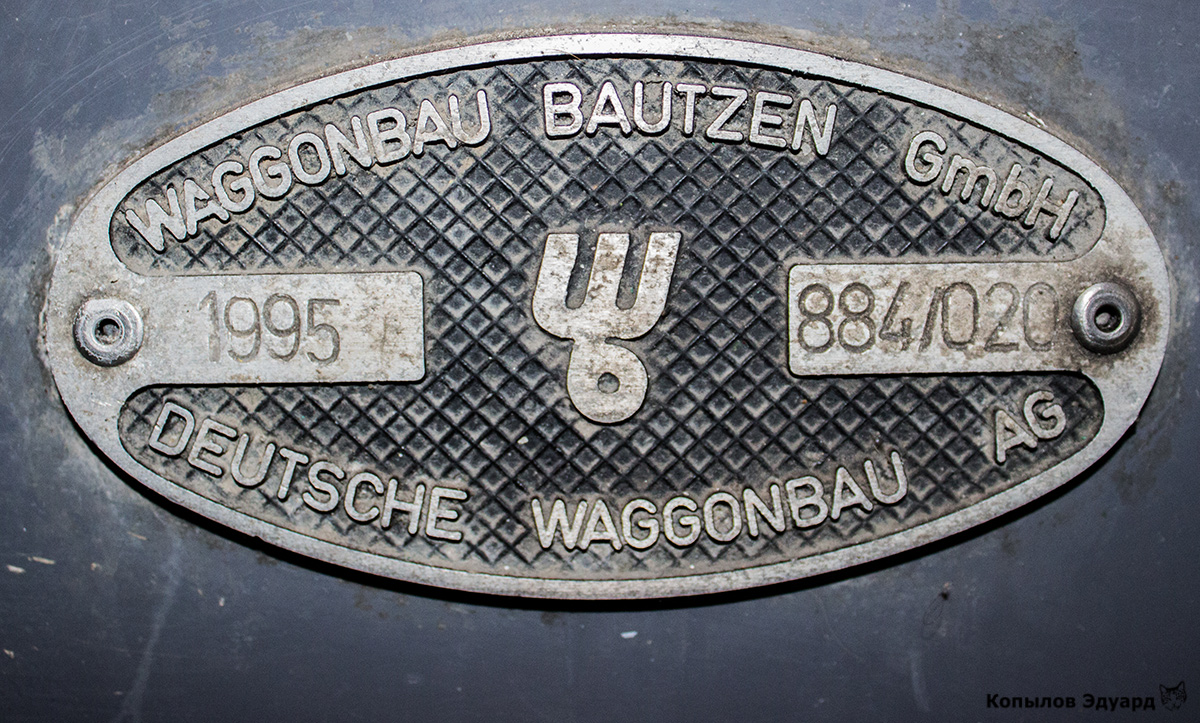 WAGGONBAU BAUTZEN GmbH
1995
884/020
DEUTSCHE WAGGONBAU AG
Копылов Эдуард